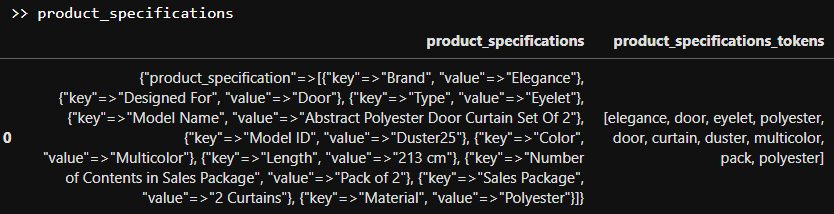 >> product_specifications
product_specifications product_specifications_tokens
{"product_specification"=>[{"key"=>"Brand", "value"=>"Elegance"},
{"key"=>"Designed For", "value"=>"Door"}, {"key"=>"Type", "value"=>"Eyelet"},
{"key"=>"Model Name", "value"=>"Abstract Polyester Door Curtain Set Of 2"},
{"key"=>"Model ID", "value"=>"Duster25"}, {"key"=>"Color",
"value"=>"Multicolor"}, {"key"=>"Length", "value"=>"213 cm"}, {"key"=>"Number
of Contents in Sales Package", "value"=>"Pack of 2"}, {"key"=>"Sales Package",
"value"=>"2 Curtains"}, {"key"=>"Material", "value"=>"Polyester"}]}
0
[elegance, door, eyelet, polyester,
door, curtain, duster, multicolor,
pack, polyester]